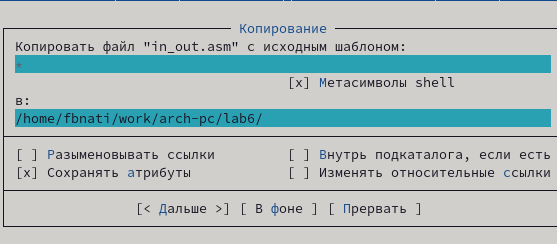 Копирование
Копировать файл "in_out.asm" с исходным шаблоном:
*
[x] Метасимволы shell
в:
/home/fbnati/work/arch-pc/lab6/
[ ] Разыменовывать ссылки [ ] Внутрь подкаталога, если есть
[x] Сохранять атрибуты [ ] Изменять относительные ссылки
[< Дальше >] [ В фоне ] [ Прервать ]